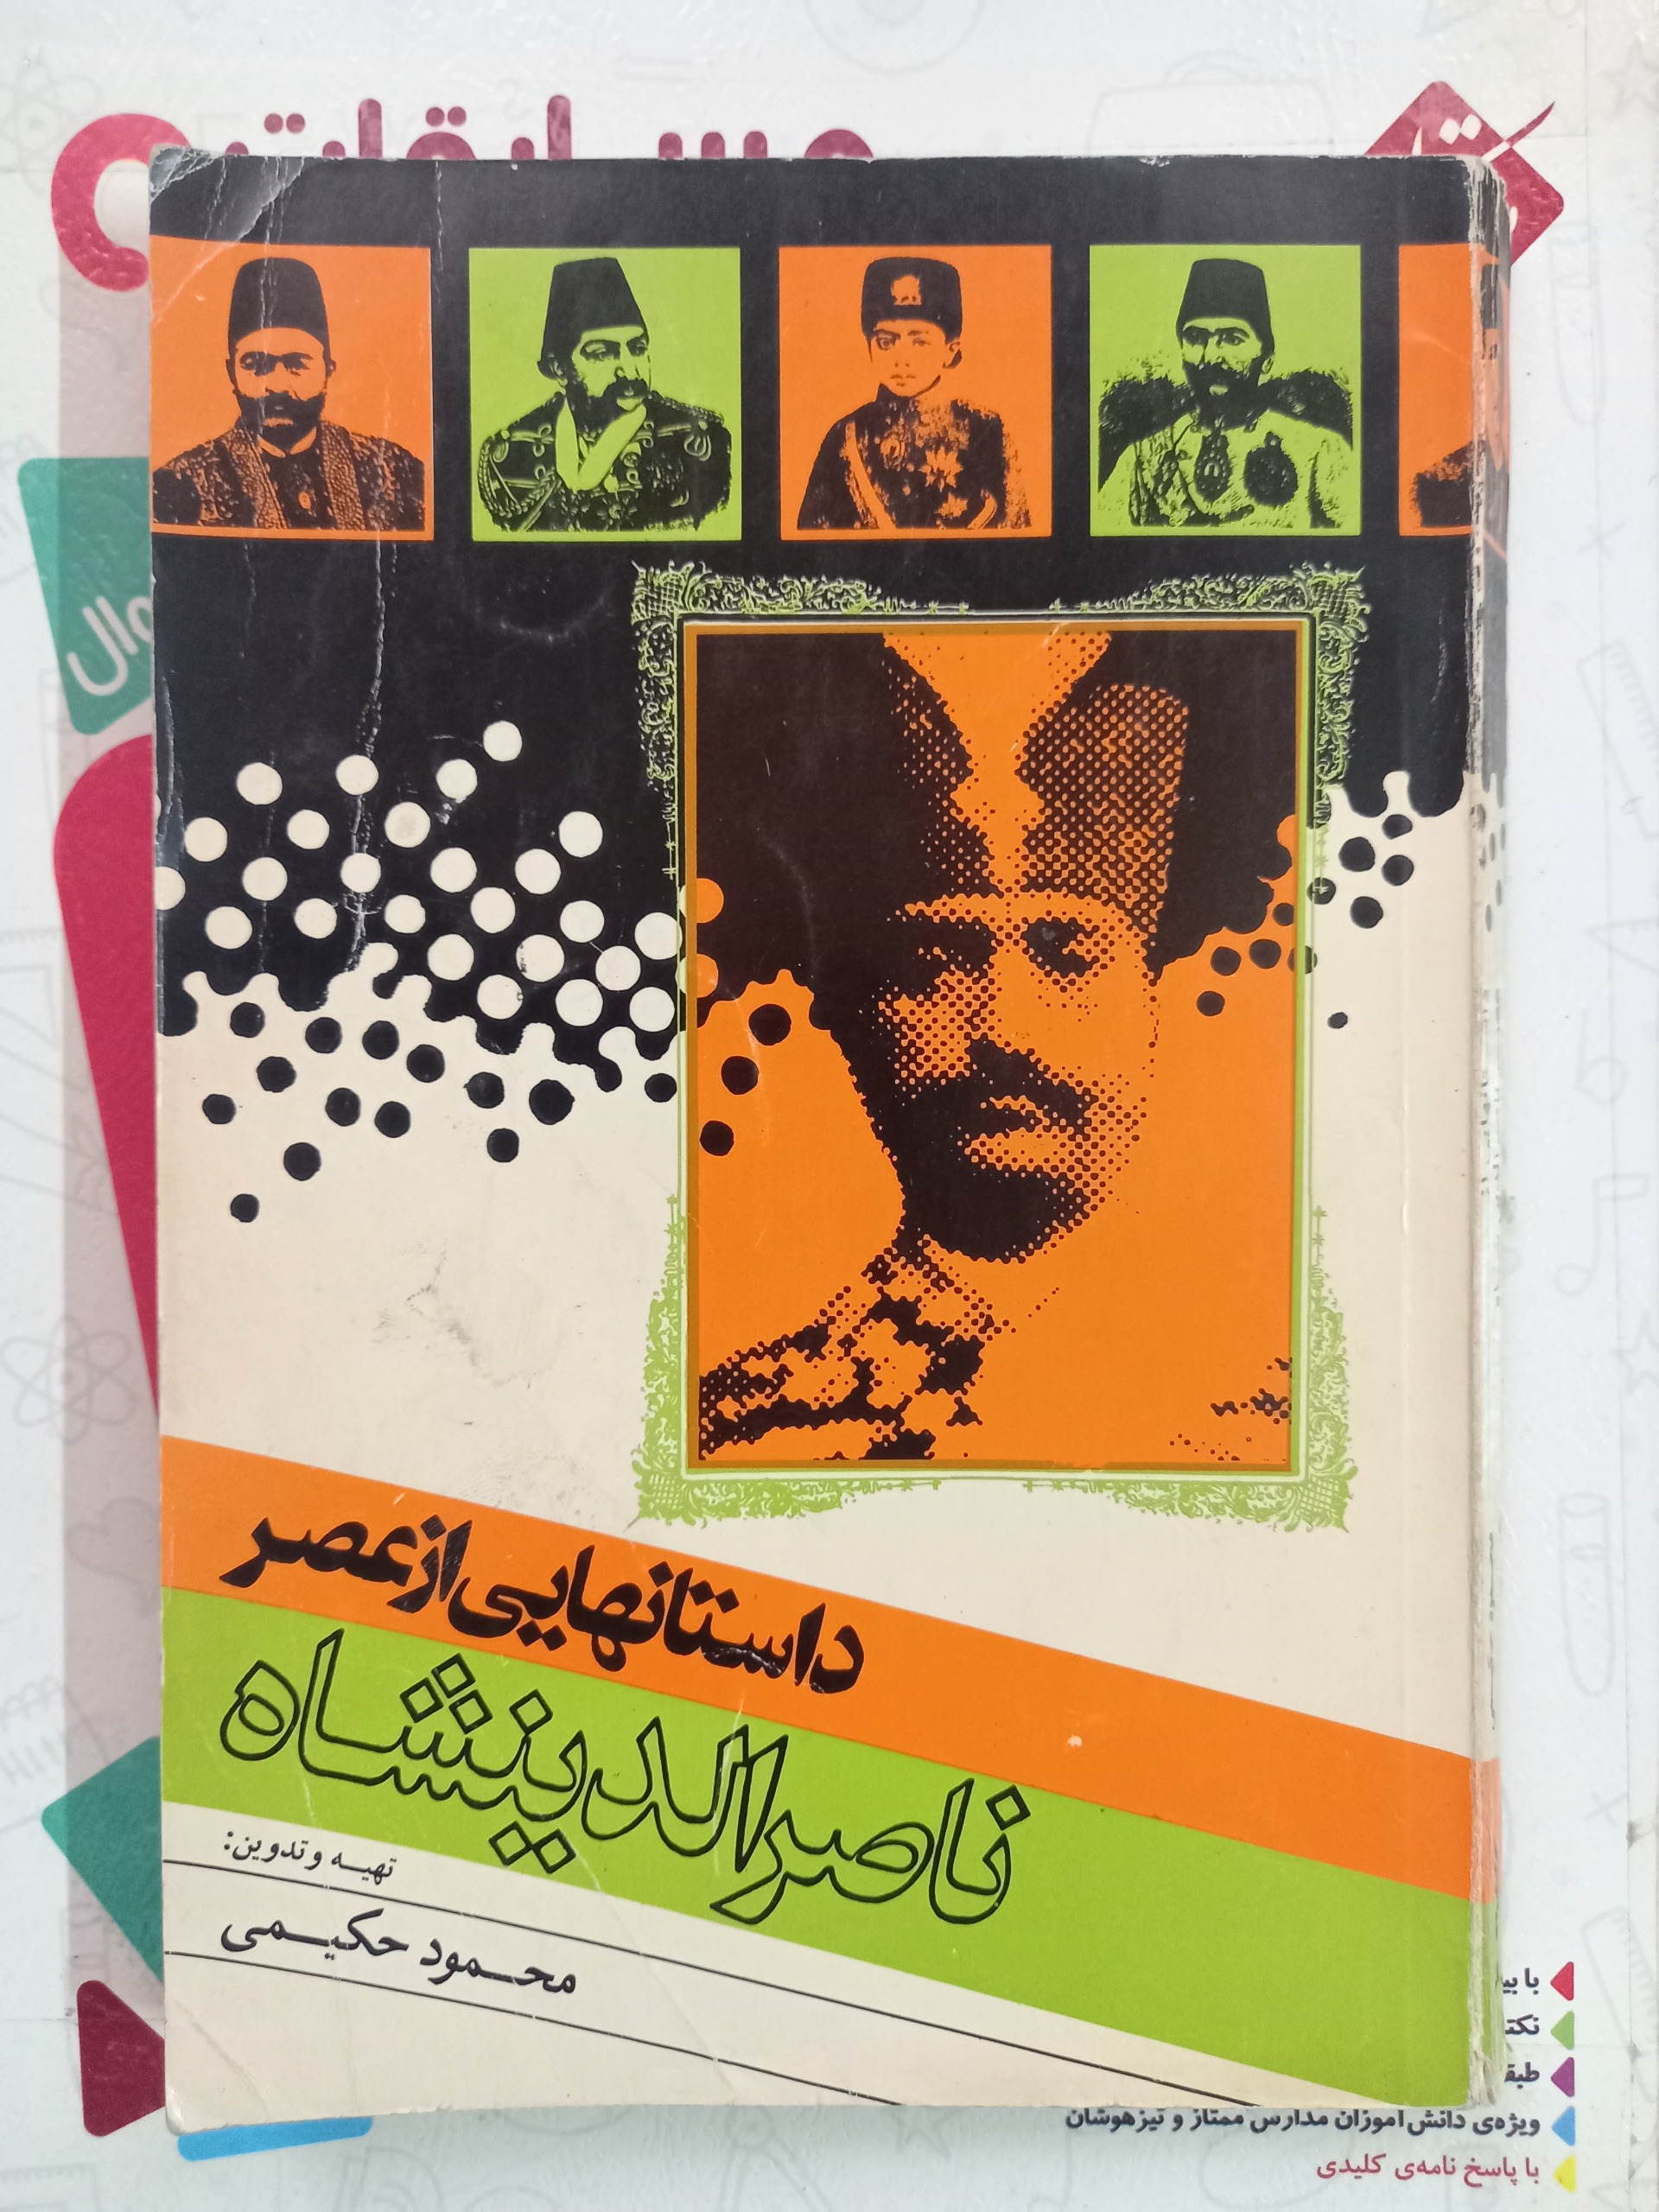 داستانهایی از عصر
ناصرالدینشاه
تهیه و تدوین:
محمود حکیمی
ویژه‌ی دانش‌آموزان مدارس ممتاز و تیزهوشان
با پاسخ نامه‌ی کلیدی